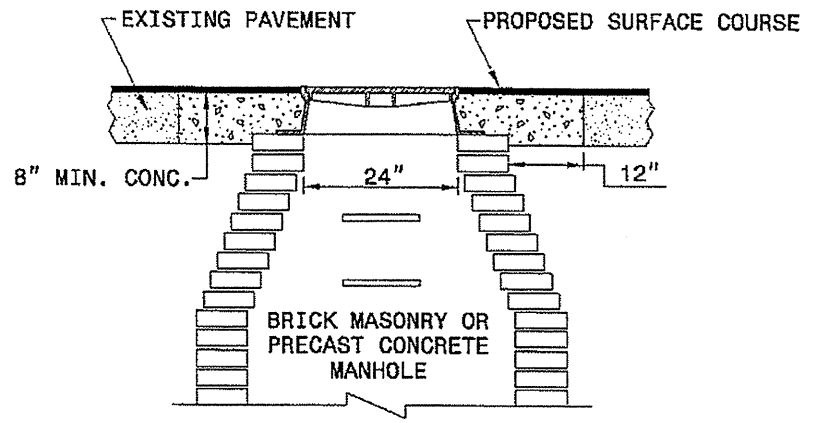 EXISTING PAVEMENT
PROPOSED SURFACE COURSE
8" MIN. CONC.
24"
12"
BRICK MASONRY OR
PRECAST CONCRETE
MANHOLE